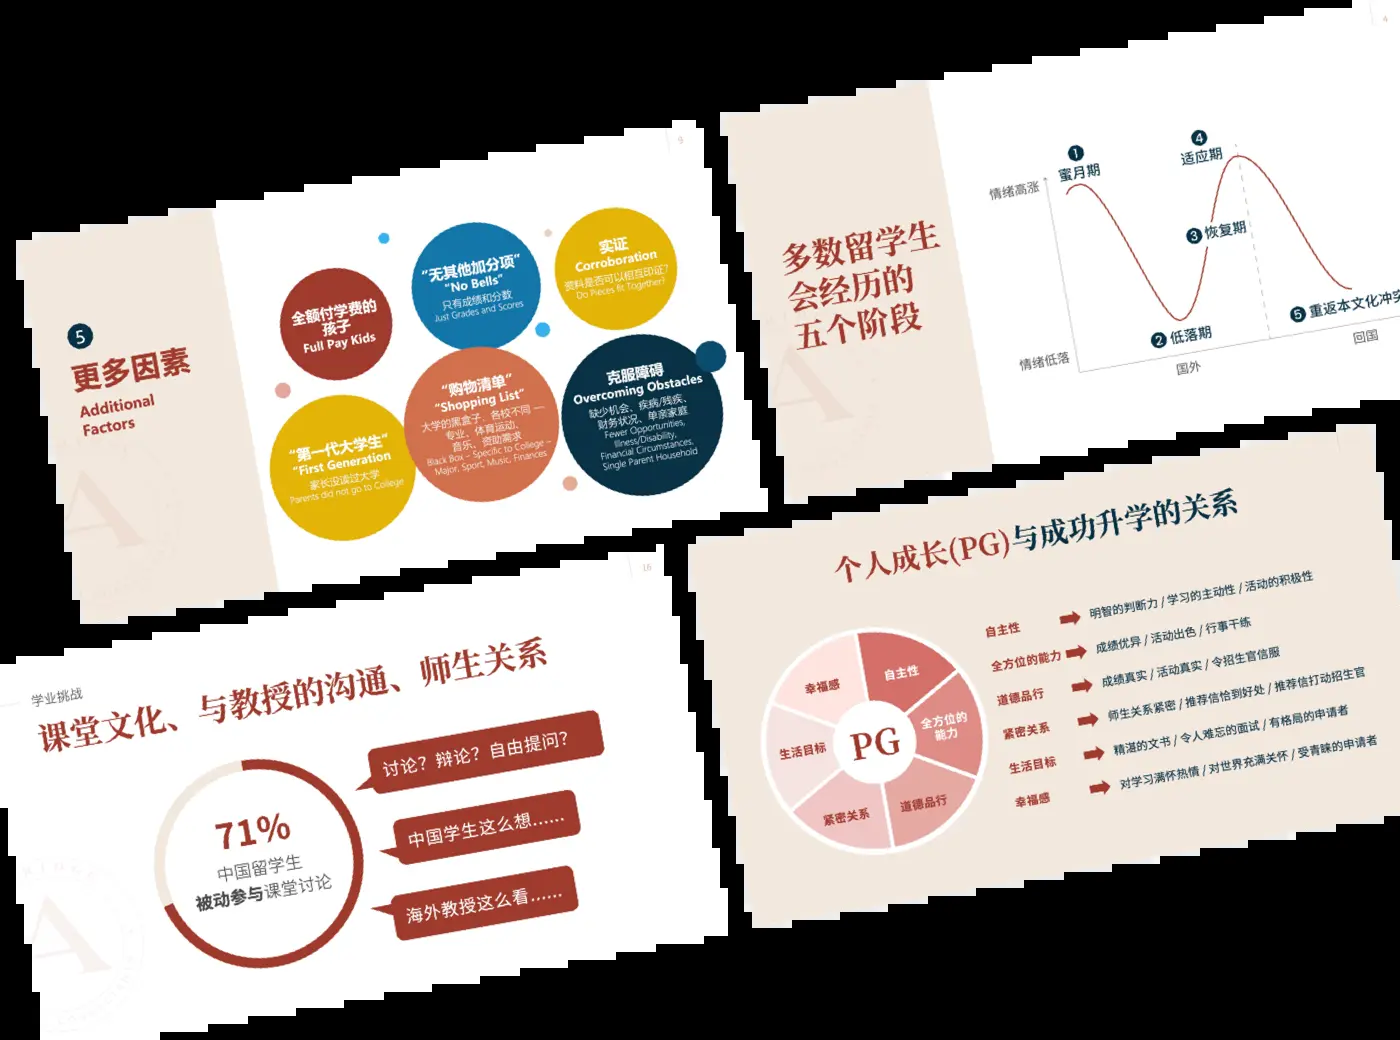 9
5
更多因素
Additional
Factors
全额付学费的
孩子
Full Pay Kids
“无其他加分项”
“No Bells”
只有成绩和分数
Just Grades and Scores
实证
Corroboration
资料是否可以相互印证?
Do Pieces fit Together?
“第一代大学生”
“First Generation
家长没读过大学
Parents did not go to College
“购物清单”
“Shopping List”
大学的黑盒子、各校不同 —
专业、体育运动、
音乐、资助需求
Black Box – Specific to College –
Major, Sport, Music, Finances
克服障碍
Overcoming Obstacles
缺少机会、疾病/残疾、
财务状况、单亲家庭
Fewer Opportunities,
Illness/Disability,
Financial Circumstances,
Single Parent Household
多数留学生
会经历的
五个阶段
情绪高涨
情绪低落
1
蜜月期
2 低落期
3 恢复期
4
适应期
5 重返本文化冲突
国外
回国
16
学业挑战
课堂文化、与教授的沟通、师生关系
71%
中国留学生
被动参与课堂讨论
讨论？辩论？自由提问？
中国学生这么想……
海外教授这么看……
个人成长(PG)与成功升学的关系
PG
自主性
全方位的
能力
道德品行
紧密关系
生活目标
幸福感
自主性 明智的判断力 / 学习的主动性 / 活动的积极性
全方位的能力 成绩优异 / 活动出色 / 行事干练
道德品行 成绩真实 / 活动真实 / 令招生官信服
紧密关系 师生关系紧密 / 推荐信恰到好处 / 推荐信打动招生官
生活目标 精湛的文书 / 令人难忘的面试 / 有格局的申请者
幸福感 对学习满怀热情 / 对世界充满关怀 / 受青睐的申请者